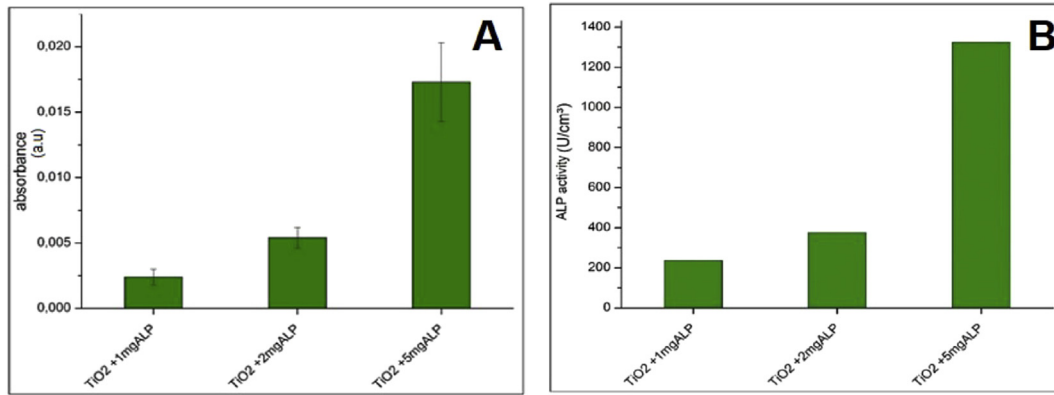 A
0,020
0,015
0,010
0,005
0,000
absorbance
(a.u)
TiO2 +1mgALP
TiO2 +2mgALP
TiO2 +5mgALP
B
1400
1200
1000
800
600
400
200
0
ALP activity (U/cm³)
TiO2 +1mgALP
TiO2 +2mgALP
TiO2 +5mgALP